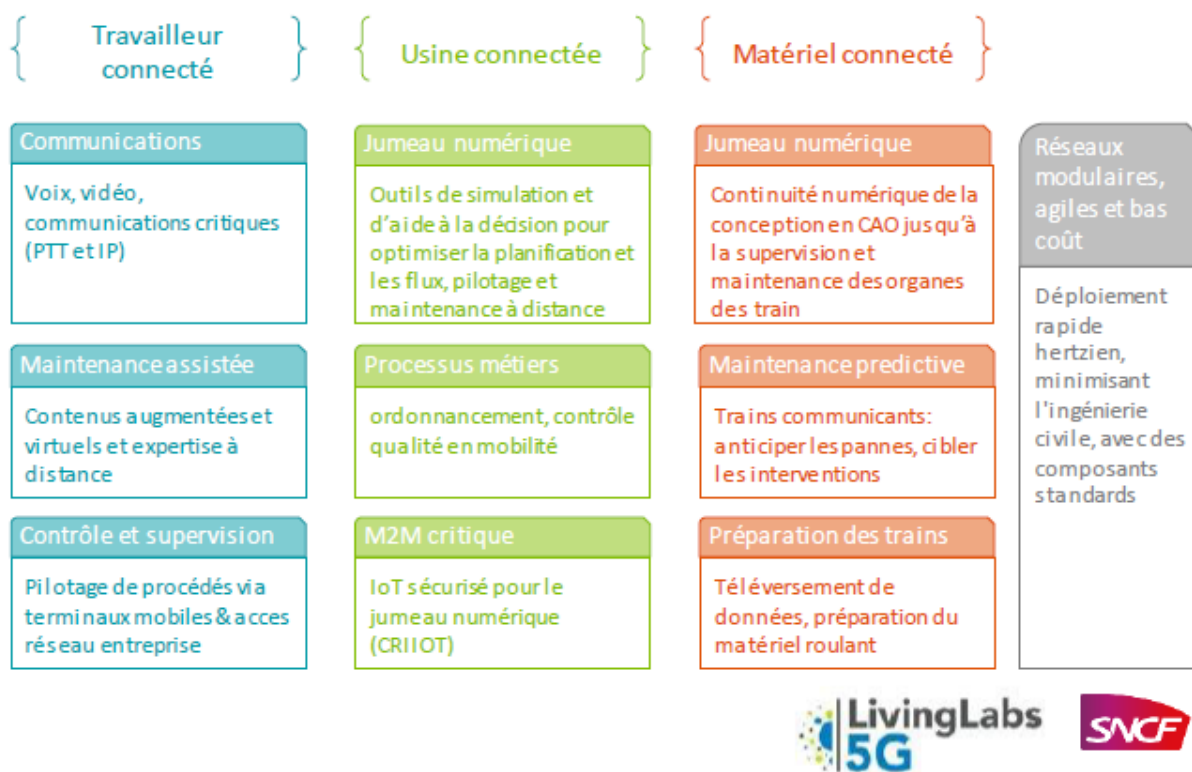 Travailleur
connecté
Usine connectée
Matériel connecté
Communications
Voix, vidéo,
communications critiques
(PTT et IP)
Maintenance assistée
Contenus augmentées et
virtuels et expertise à
distance
Contrôle et supervision
Pilotage de procédés via
terminaux mobiles & acces
réseau entreprise
Jumeau numérique
Outils de simulation et
d'aide à la décision pour
optimiser la planification et
les flux, pilotage et
maintenance à distance
Processus métiers
ordonnancement, contrôle
qualité en mobilité
M2M critique
IoT sécurisé pour le
jumeau numérique
(CRIIOT)
Jumeau numérique
Continuité numérique de la
conception en CAO jusqu'à
la supervision et
maintenance des organes
des train
Maintenance predictive
Trains communicants:
anticiper les pannes, cibler
les interventions
Préparation des trains
Téléversement de
données, préparation du
matériel roulant
Réseaux
modulaires,
agiles et bas
coût
Déploiement
rapide
hertzien,
minimisant
l'ingénierie
civile, avec des
composants
standards
LivingLabs
5G
SNCF